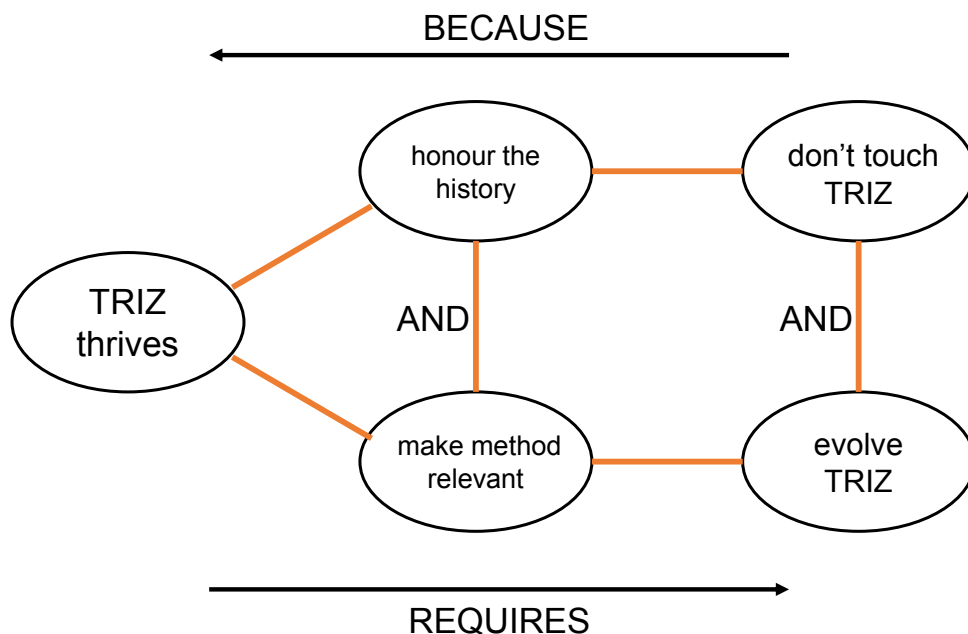 BECAUSE
honour the
history
don't touch
TRIZ
TRIZ
thrives
AND
AND
make method
relevant
evolve
TRIZ
REQUIRES